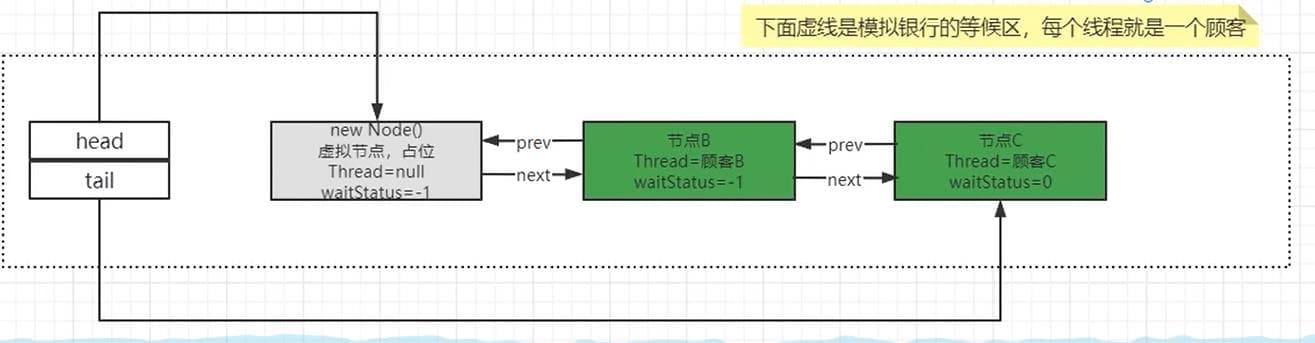 下面虚线是模拟银行的等候区，每个线程就是一个顾客
head
tail
new Node()
虚拟节点，占位
Thread=null
waitStatus=-1
prev
next
节点B
Thread=顾客B
waitStatus=-1
prev
next
节点C
Thread=顾客C
waitStatus=0